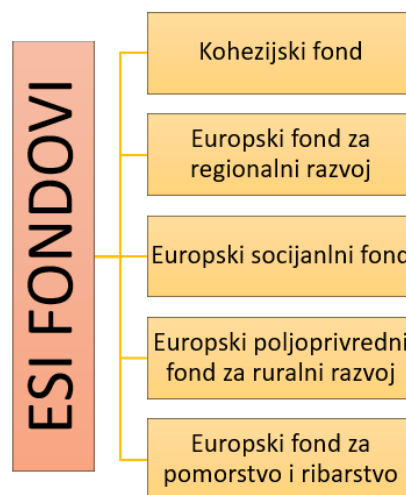 ESI FONDOVI
Kohezijski fond
Europski fond za
regionalni razvoj
Europski socijanlni fond
Europski poljoprivredni
fond za ruralni razvoj
Europski fond za
pomorstvo i ribarstvo